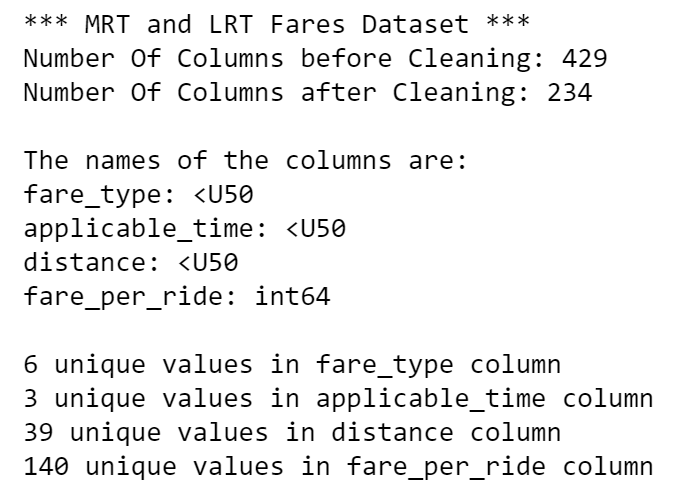 *** MRT and LRT Fares Dataset ***
Number Of Columns before Cleaning: 429
Number Of Columns after Cleaning: 234
The names of the columns are:
fare_type: <U50
applicable_time: <U50
distance: <U50
fare_per_ride: int64
6 unique values in fare_type column
3 unique values in applicable_time column
39 unique values in distance column
140 unique values in fare_per_ride column